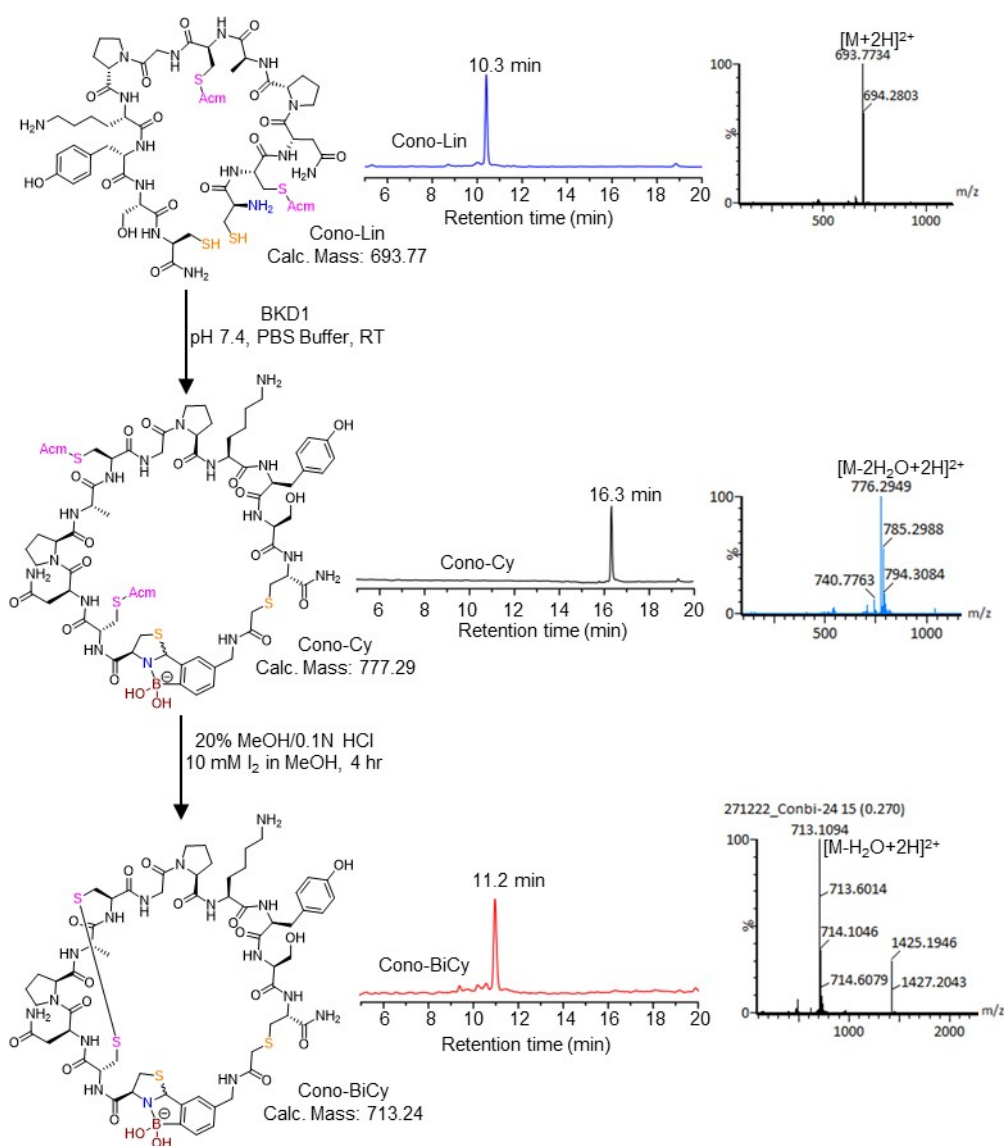 S
Acm
O
N
NH
H
H2N
HO
OH
SH
NH2
S
Acm
H2N
O
Cono-Lin
Calc. Mass: 693.77
10.3 min
Cono-Lin
4 6 8 10 12 14 16 18 20
Retention time (min)
[M+2H]2+
693.7734
694.2803
100
%
0
m/z
500 1000
BKD1
pH 7.4, PBS Buffer, RT
NH2
OH
Acm
S
HO
NH2
O
S
Acm
HN
N
B
⊖
HO
OH
Cono-Cy
Calc. Mass: 777.29
16.3 min
Cono-Cy
6 8 10 12 14 16 18 20
Retention time (min)
[M-2H2O+2H]2+
776.2949
785.2988
740.7763
794.3084
100
%
0
m/z
500 1000
20% MeOH/0.1N HCl
10 mM I2 in MeOH, 4 hr
NH2
OH
S
HO
NH2
O
S
HN
N
B
⊖
HO
OH
Cono-BiCy
Calc. Mass: 713.24
11.2 min
Cono-BiCy
4 6 8 10 12 14 16 18 20
Retention time (min)
271222_Conbi-24 15 (0.270)
713.1094
[M-H2O+2H]2+
713.6014
714.1046
1425.1946
714.6079
1427.2043
100
%
0
m/z
1000 2000